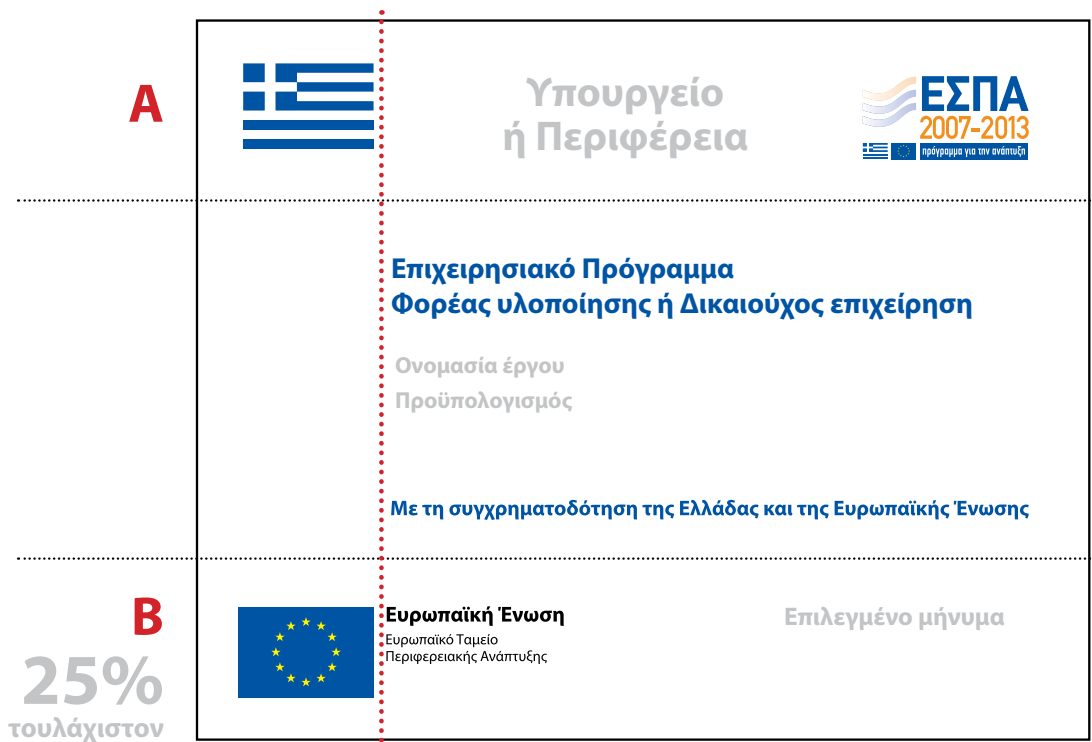 A
Υπουργείο
ή Περιφέρεια
ΕΣΠΑ
2007-2013
πρόγραμμα για την ανάπτυξη
Επιχειρησιακό Πρόγραμμα
Φορέας υλοποίησης ή Δικαιούχος επιχείρηση
Ονομασία έργου
Προϋπολογισμός
Με τη συγχρηματοδότηση της Ελλάδας και της Ευρωπαϊκής Ένωσης
B
25%
τουλάχιστον
Ευρωπαϊκή Ένωση
Ευρωπαϊκό Ταμείο
Περιφερειακής Ανάπτυξης
Επιλεγμένο μήνυμα